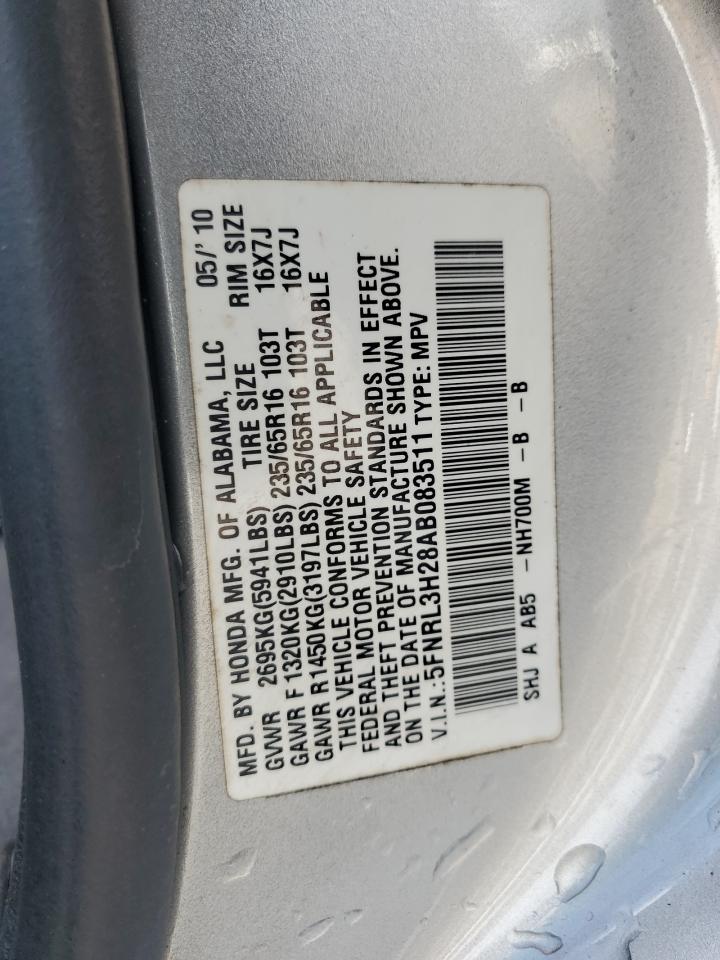 MFD. BY HONDA MFG. OF ALABAMA, LLC 05/' 10
GVWR 2695KG(5941LBS) TIRE SIZE RIM SIZE
GAWR F 1320KG(2910LBS) 235/65R16 103T 16X7J
GAWR R 1450KG(3197LBS) 235/65R16 103T 16X7J
THIS VEHICLE CONFORMS TO ALL APPLICABLE
FEDERAL MOTOR VEHICLE SAFETY
AND THEFT PREVENTION STANDARDS IN EFFECT
ON THE DATE OF MANUFACTURE SHOWN ABOVE.
V.I.N.:5FNRL3H28AB083511 TYPE: MPV
SHJ A AB5 -NH700M -B -B